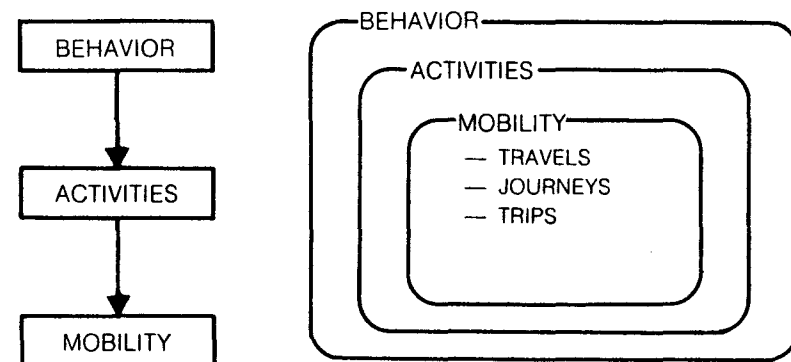 BEHAVIOR
ACTIVITIES
MOBILITY
BEHAVIOR
ACTIVITIES
MOBILITY
— TRAVELS
— JOURNEYS
— TRIPS